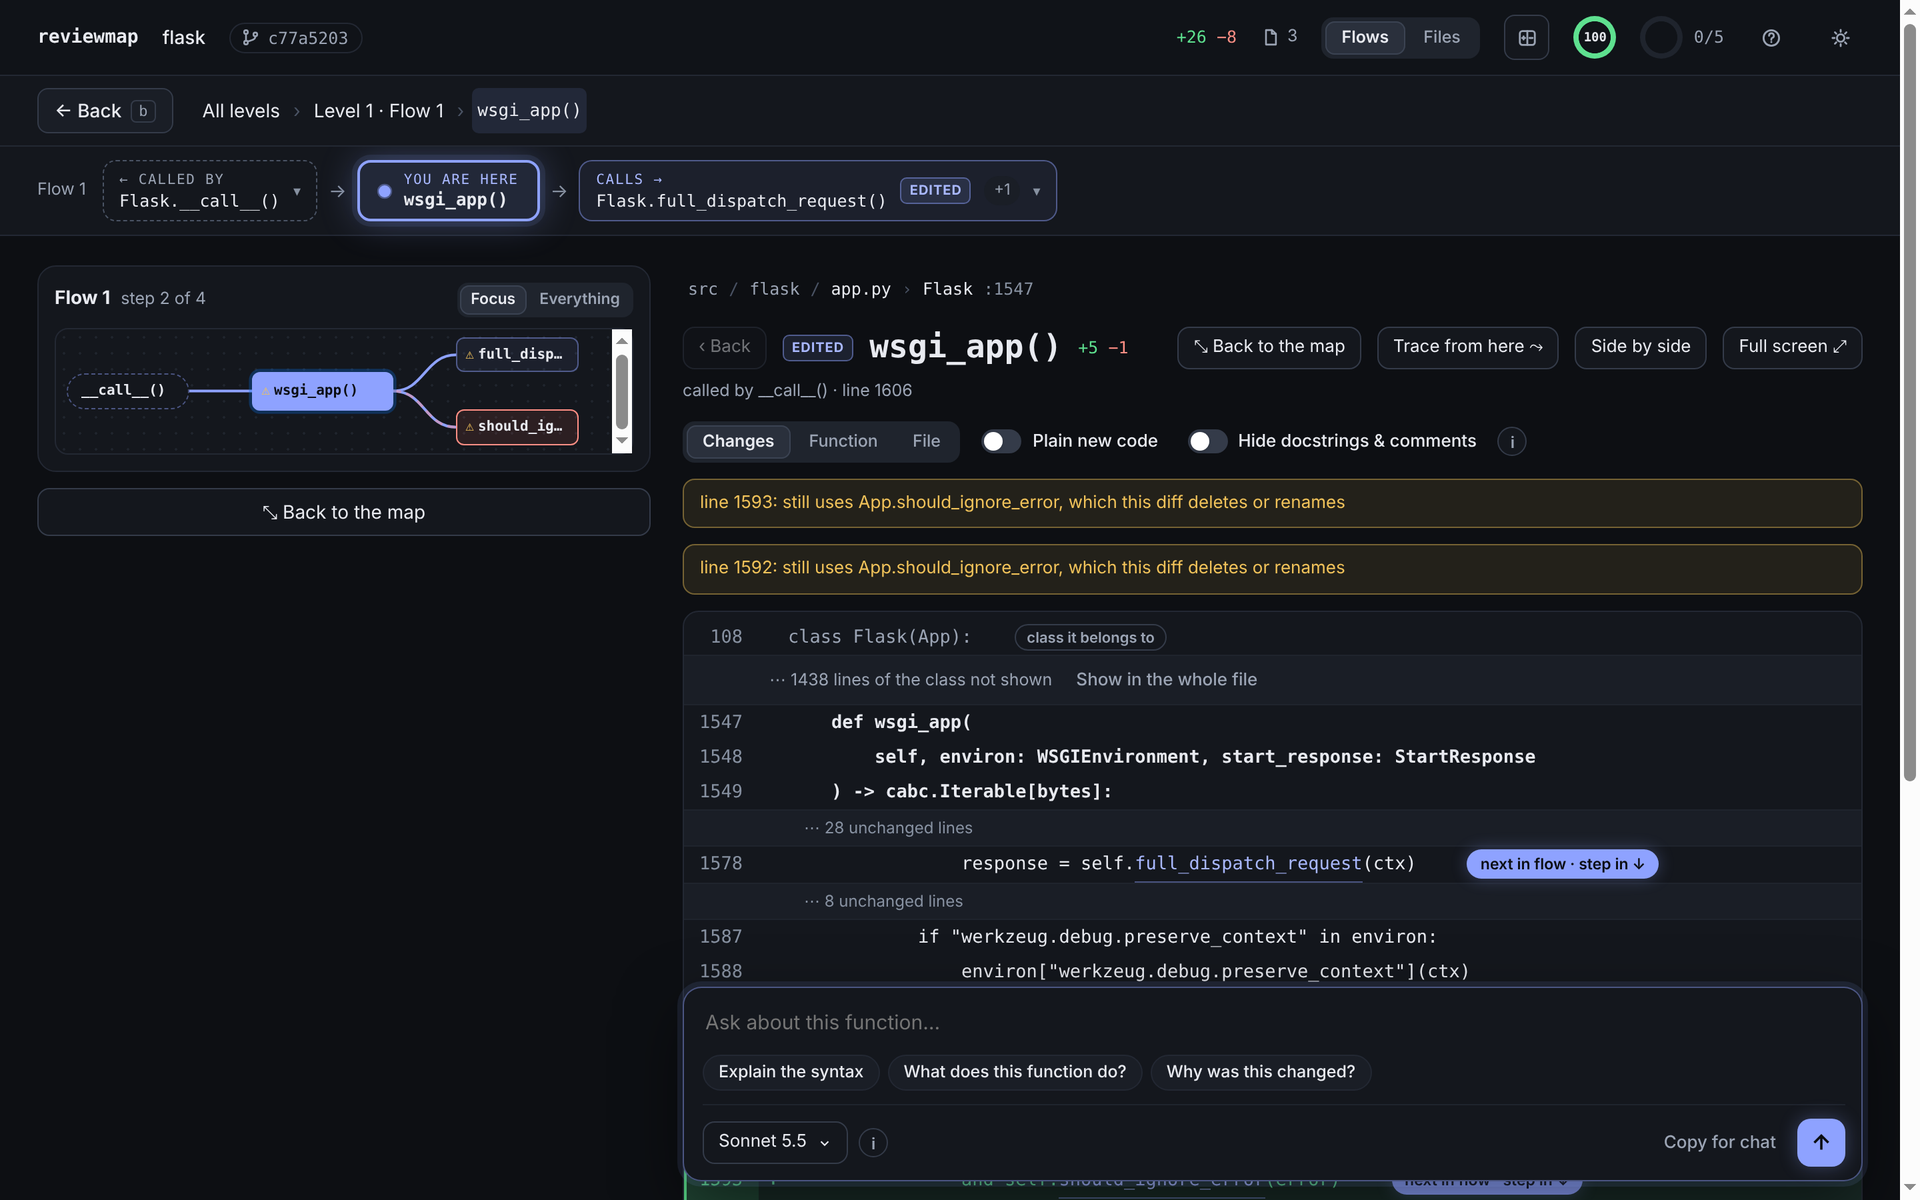 reviewmap flask c77a5203 +26 −8 3 Flows Files 100 0/5
← Back b All levels › Level 1 · Flow 1 › wsgi_app()
Flow 1
← CALLED BY
Flask.__call__() ▾
→
YOU ARE HERE
wsgi_app()
→
CALLS →
Flask.full_dispatch_request() EDITED +1 ▾
Flow 1 step 2 of 4 Focus Everything
__call__()
⚠ wsgi_app()
⚠ full_disp…
⚠ should_ig…
⤡ Back to the map
src / flask / app.py › Flask :1547
‹ Back EDITED wsgi_app() +5 −1 ⤡ Back to the map Trace from here ⤳ Side by side Full screen ⤢
called by __call__() · line 1606
Changes Function File Plain new code Hide docstrings & comments i
line 1593: still uses App.should_ignore_error, which this diff deletes or renames
line 1592: still uses App.should_ignore_error, which this diff deletes or renames
108 class Flask(App): class it belongs to
··· 1438 lines of the class not shown Show in the whole file
1547 def wsgi_app(
1548 self, environ: WSGIEnvironment, start_response: StartResponse
1549 ) -> cabc.Iterable[bytes]:
··· 28 unchanged lines
1578 response = self.full_dispatch_request(ctx) next in flow · step in ↓
··· 8 unchanged lines
1587 if "werkzeug.debug.preserve_context" in environ:
1588 environ["werkzeug.debug.preserve_context"](ctx)
Ask about this function…
Explain the syntax What does this function do? Why was this changed?
Sonnet 5.5 i Copy for chat
1593 + and self.should_ignore_error(error) next in flow · step in ↓